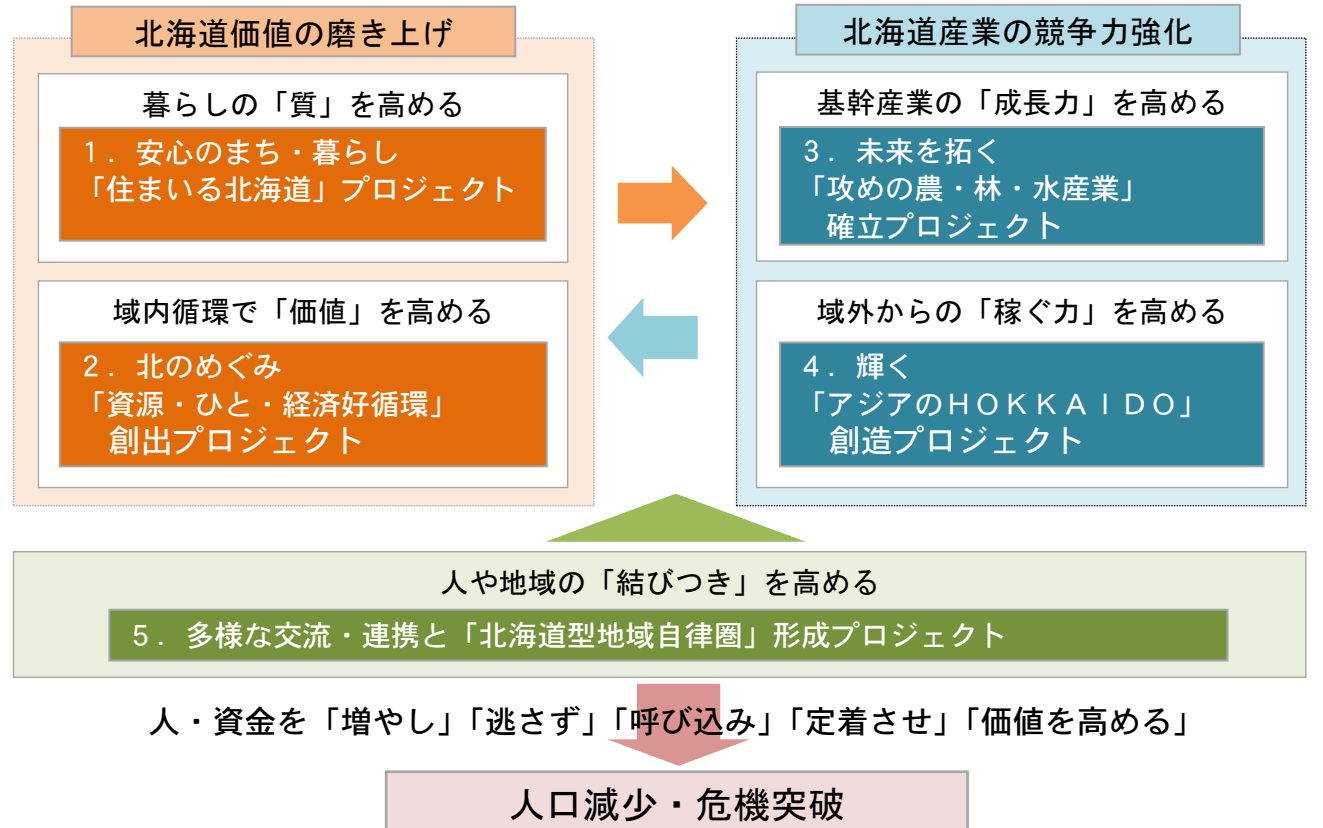 北海道価値の磨き上げ
暮らしの「質」を高める
１．安心のまち・暮らし
「住まいる北海道」プロジェクト
域内循環で「価値」を高める
２．北のめぐみ
「資源・ひと・経済好循環」
創出プロジェクト
北海道産業の競争力強化
基幹産業の「成長力」を高める
３．未来を拓く
「攻めの農・林・水産業」
確立プロジェクト
域外からの「稼ぐ力」を高める
４．輝く
「アジアのＨＯＫＫＡＩＤＯ」
創造プロジェクト
人や地域の「結びつき」を高める
５．多様な交流・連携と「北海道型地域自律圏」形成プロジェクト
人・資金を「増やし」「逃さず」「呼び込み」「定着させ」「価値を高める」
人口減少・危機突破